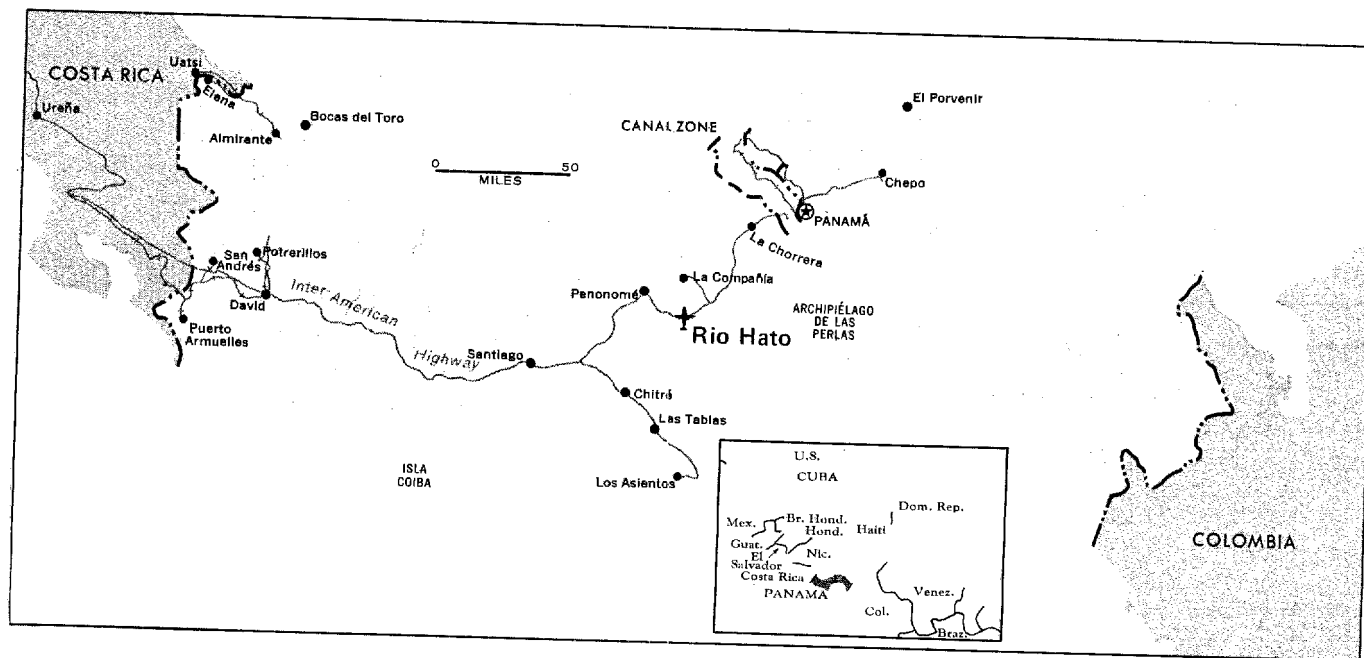 COSTA RICA
Uatsi
Elena
Ureña
Almirante
Bocas del Toro
El Porvenir
CANAL ZONE
0 50
MILES
Chepo
PANAMÁ
La Chorrera
San
Andrés
Potrerillos
David
Inter-American
Highway
La Compañía
Penonomé
ARCHIPIÉLAGO
DE LAS
PERLAS
Rio Hato
Puerto
Armuelles
Santiago
Chitré
Las Tablas
ISLA
COIBA
Los Asientos
COLOMBIA
U.S.
CUBA
Dom. Rep.
Mex.
Br. Hond.
Hond.
Haiti
Guat.
El
Salvador
Nic.
Costa Rica
PANAMA
Venez.
Col.
Braz.